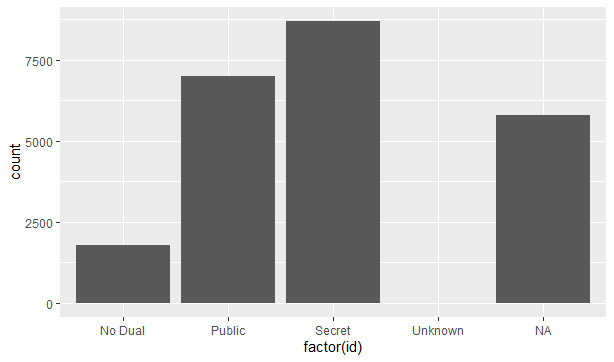 7500
5000
2500
0
count
No Dual Public Secret Unknown NA
factor(id)